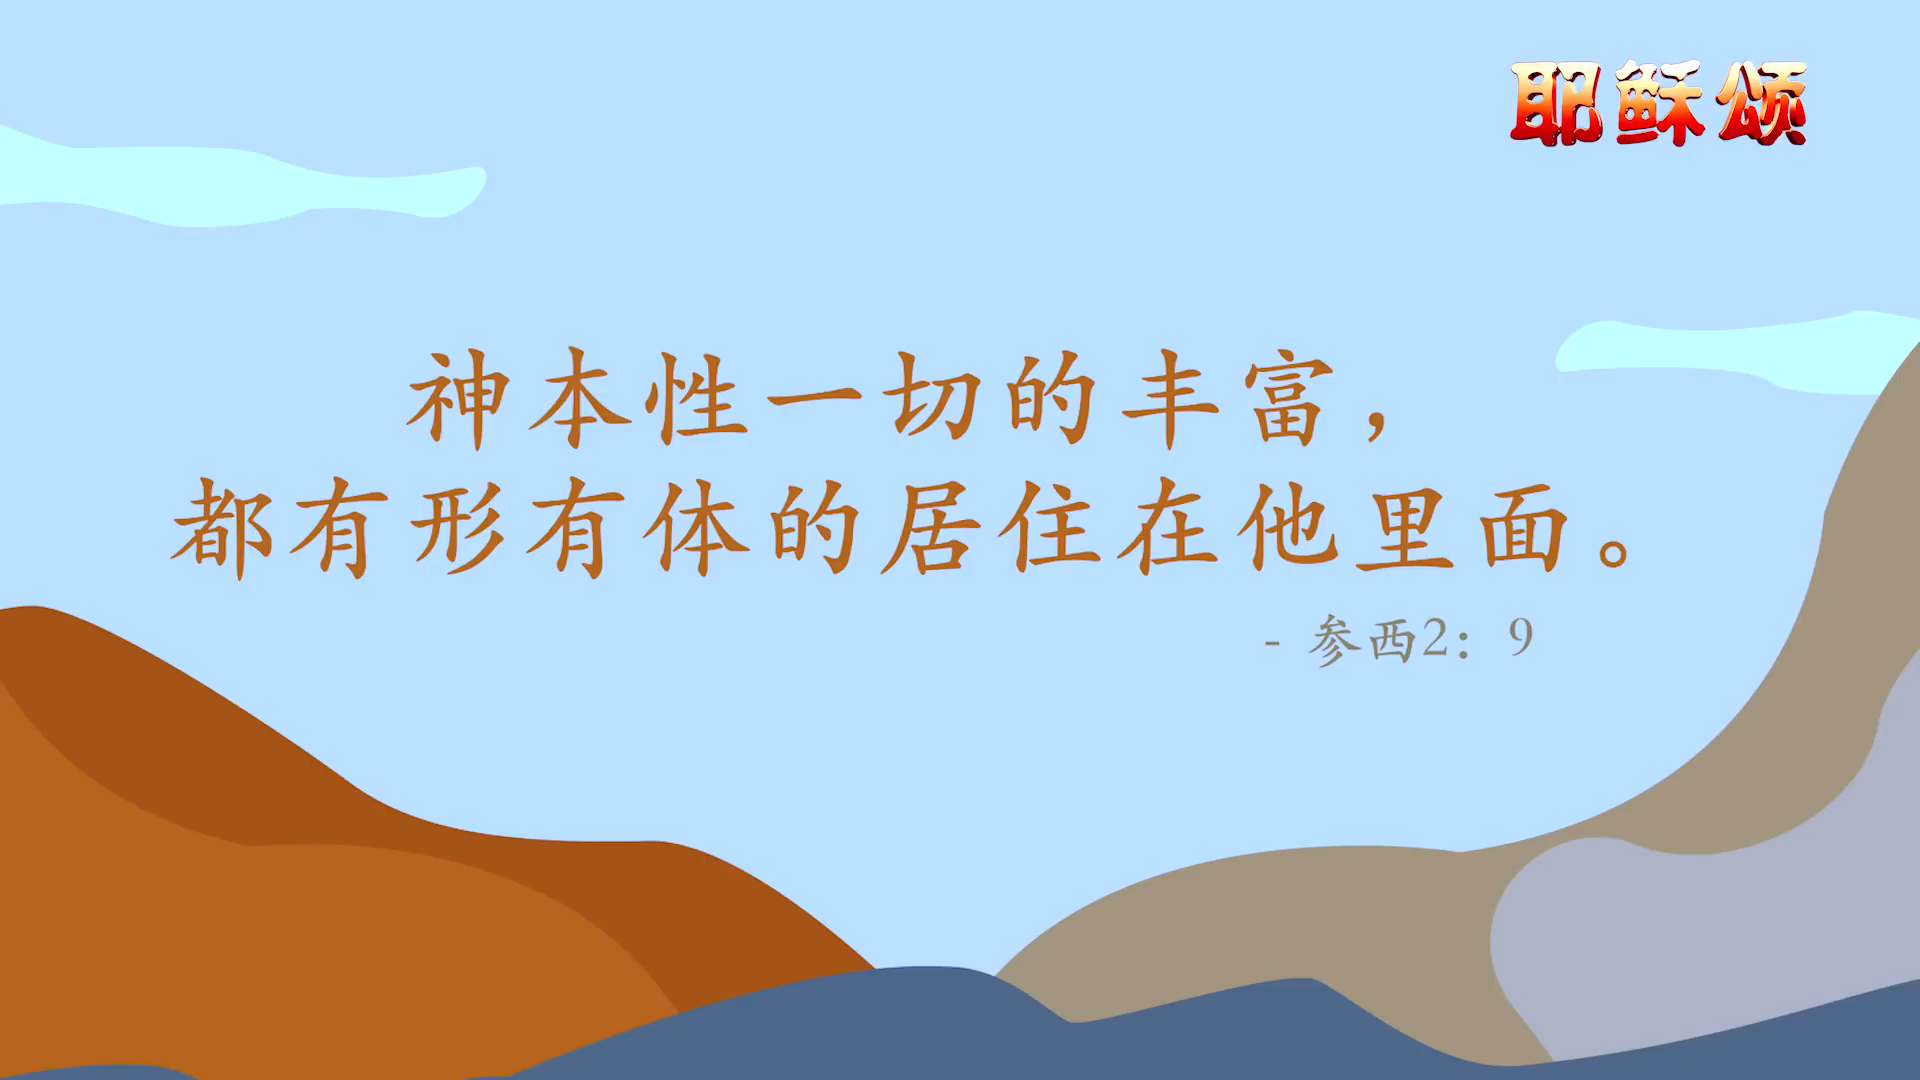 耶稣颂
神本性一切的丰富，
都有形有体的居住在他里面。
- 参西2：9